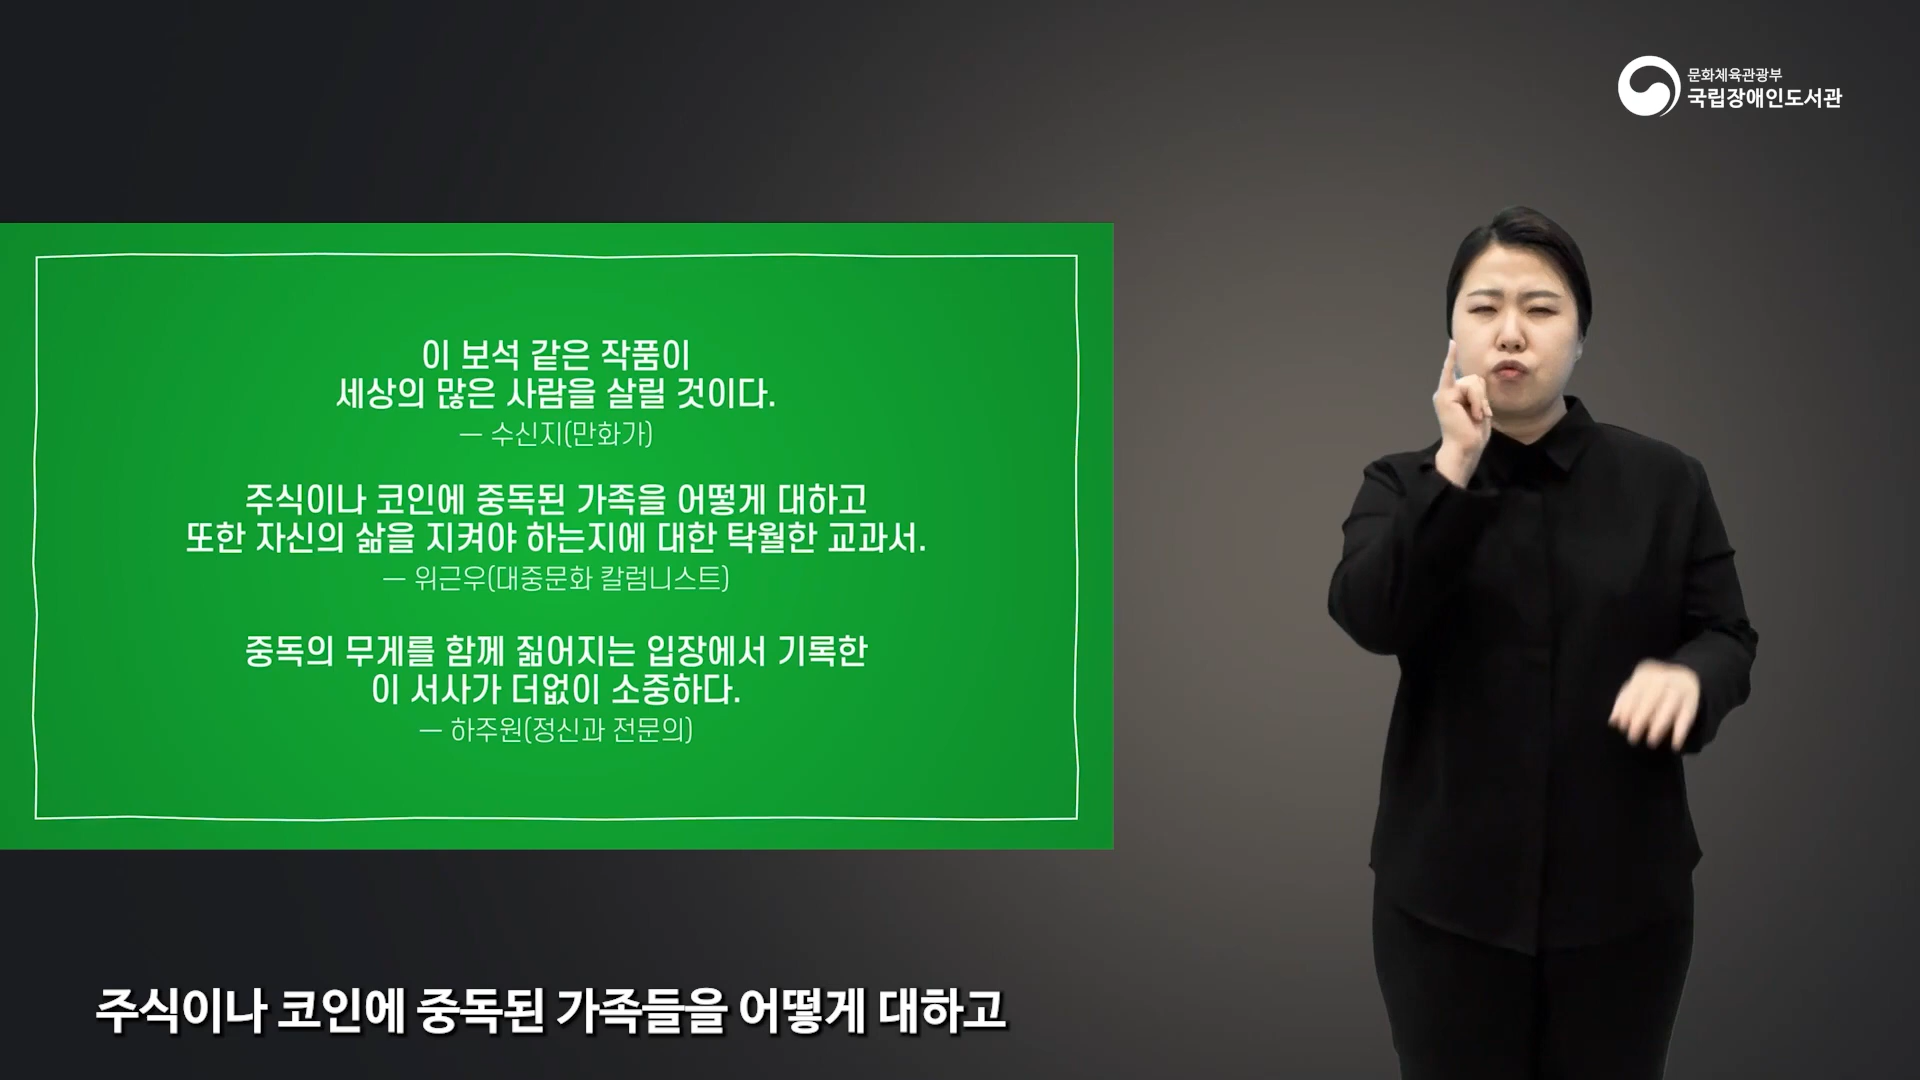 문화체육관광부
국립장애인도서관
이 보석 같은 작품이
세상의 많은 사람을 살릴 것이다.
— 수신지(만화가)
주식이나 코인에 중독된 가족을 어떻게 대하고
또한 자신의 삶을 지켜야 하는지에 대한 탁월한 교과서.
— 위근우(대중문화 칼럼니스트)
중독의 무게를 함께 짊어지는 입장에서 기록한
이 서사가 더없이 소중하다.
— 하주원(정신과 전문의)
주식이나 코인에 중독된 가족들을 어떻게 대하고